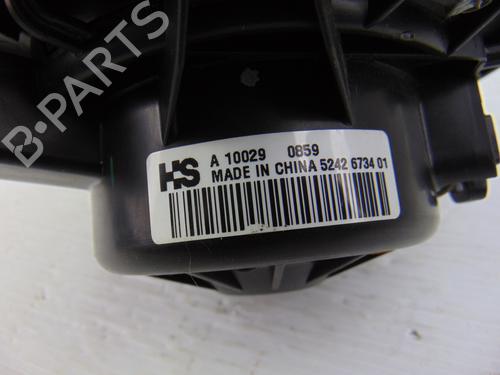 B-PARTS
HS A 10029 0859
MADE IN CHINA 5242 6734 01